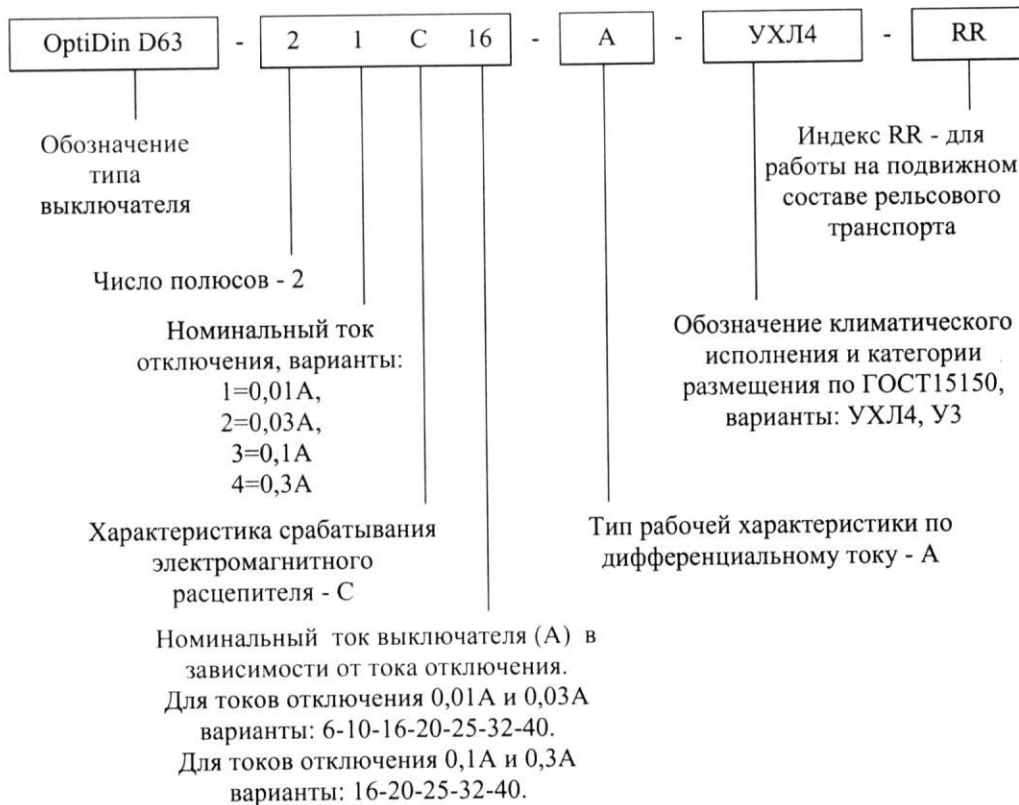 OptiDin D63 - 2 1 C 16 - A - УХЛ4 - RR
Обозначение
типа
выключателя
Индекс RR - для
работы на подвижном
составе рельсового
транспорта
Число полюсов - 2
Номинальный ток
отключения, варианты:
1=0,01А,
2=0,03А,
3=0,1А
4=0,3А
Обозначение климатического
исполнения и категории
размещения по ГОСТ15150,
варианты: УХЛ4, У3
Характеристика срабатывания
электромагнитного
расцепителя - С
Тип рабочей характеристики по
дифференциальному току - А
Номинальный ток выключателя (А) в
зависимости от тока отключения.
Для токов отключения 0,01А и 0,03А
варианты: 6-10-16-20-25-32-40.
Для токов отключения 0,1А и 0,3А
варианты: 16-20-25-32-40.